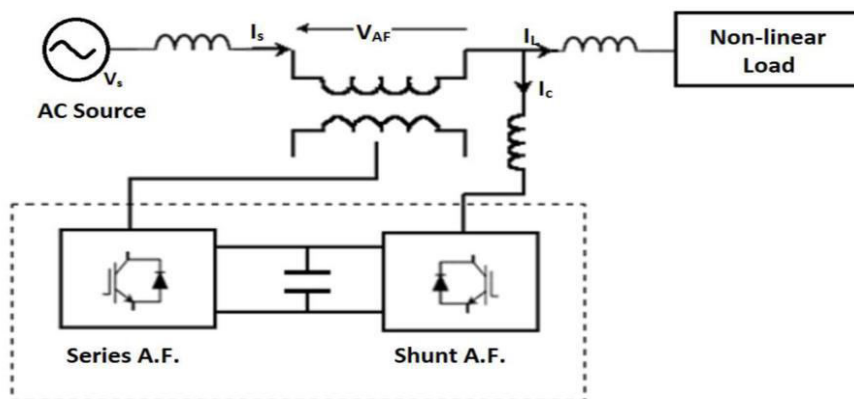 Is
VAF
IL
Non-linear
Load
Vs
Ic
AC Source
Series A.F.
Shunt A.F.